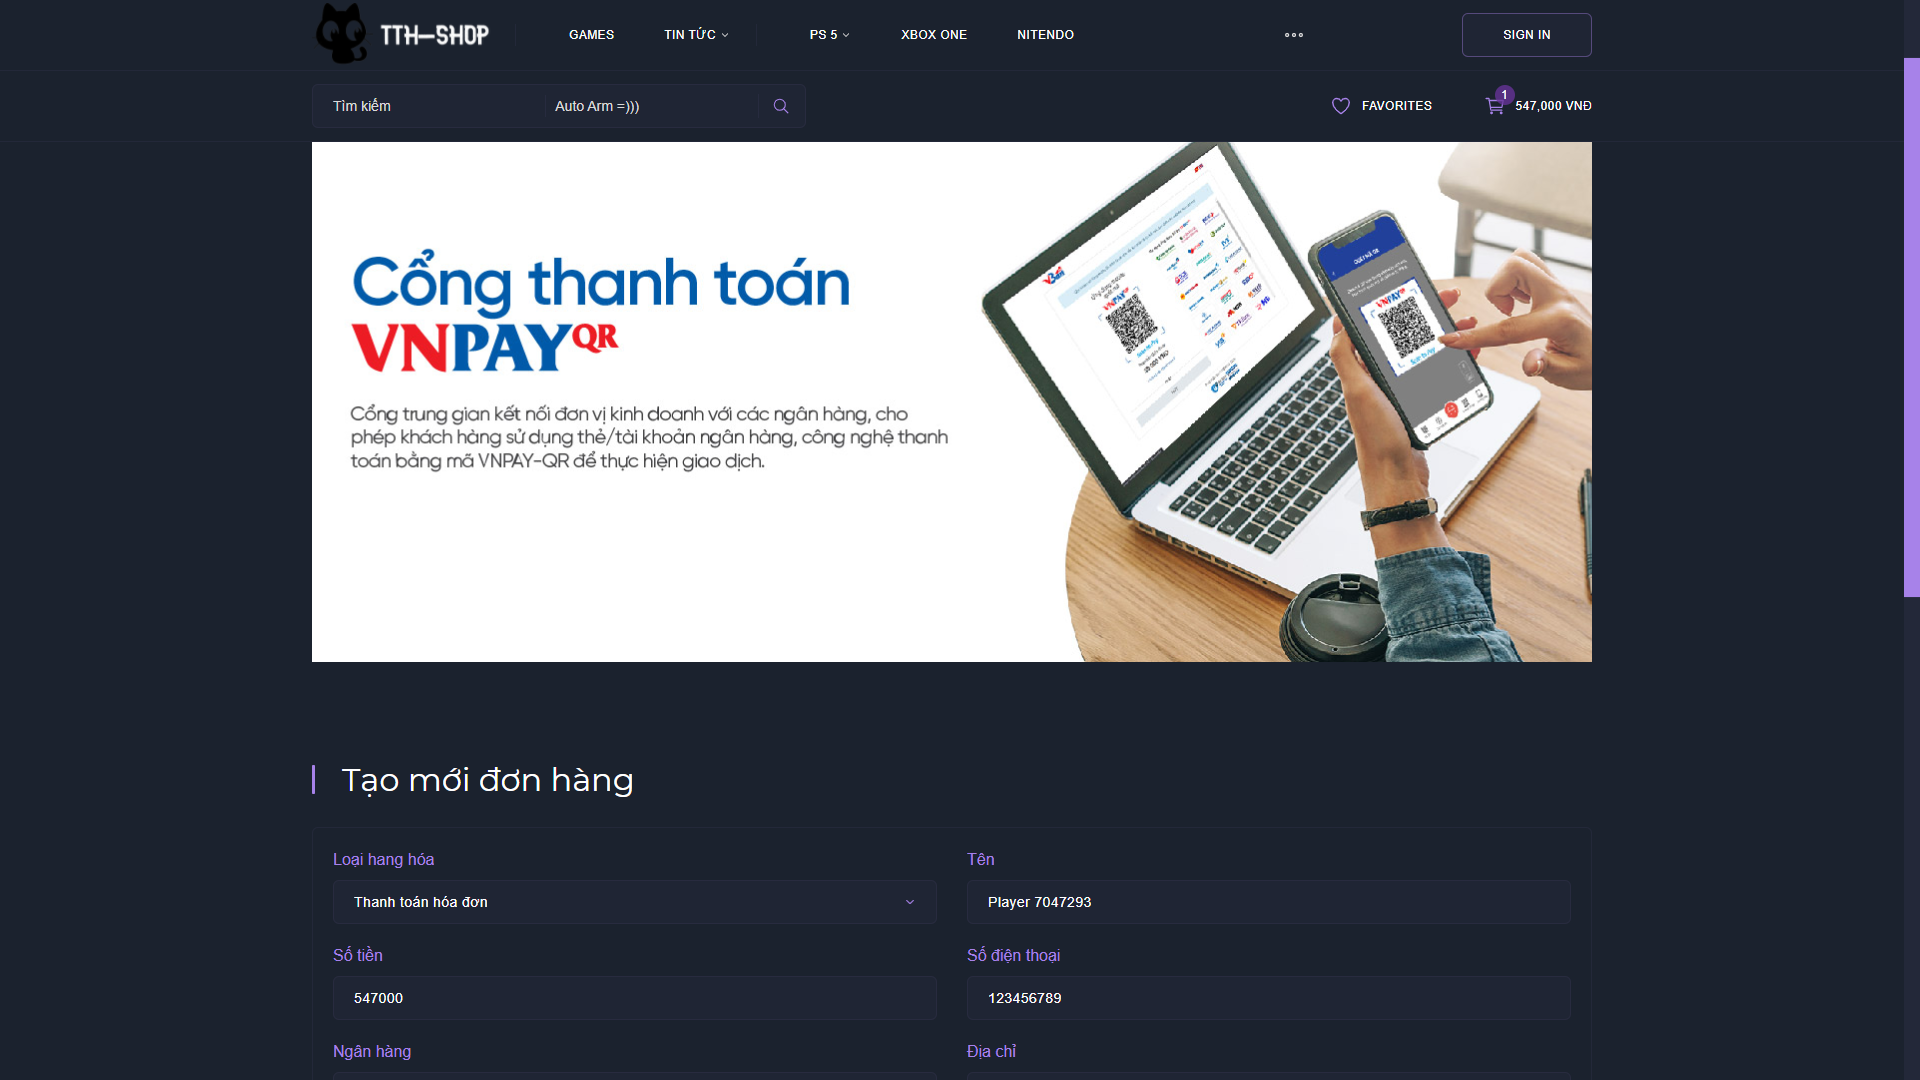 TTH-SHOP
GAMES
TIN TỨC
PS 5
XBOX ONE
NITENDO
SIGN IN
Tìm kiếm
Auto Arm =)))
FAVORITES
1
547,000 VNĐ
Cổng thanh toán
VNPAYQR
Cổng trung gian kết nối đơn vị kinh doanh với các ngân hàng, cho
phép khách hàng sử dụng thẻ/tài khoản ngân hàng, công nghệ thanh
toán bằng mã VNPAY-QR để thực hiện giao dịch.
Tạo mới đơn hàng
Loại hang hóa
Tên
Thanh toán hóa đơn
Player 7047293
Số tiền
Số điện thoại
547000
123456789
Ngân hàng
Địa chỉ